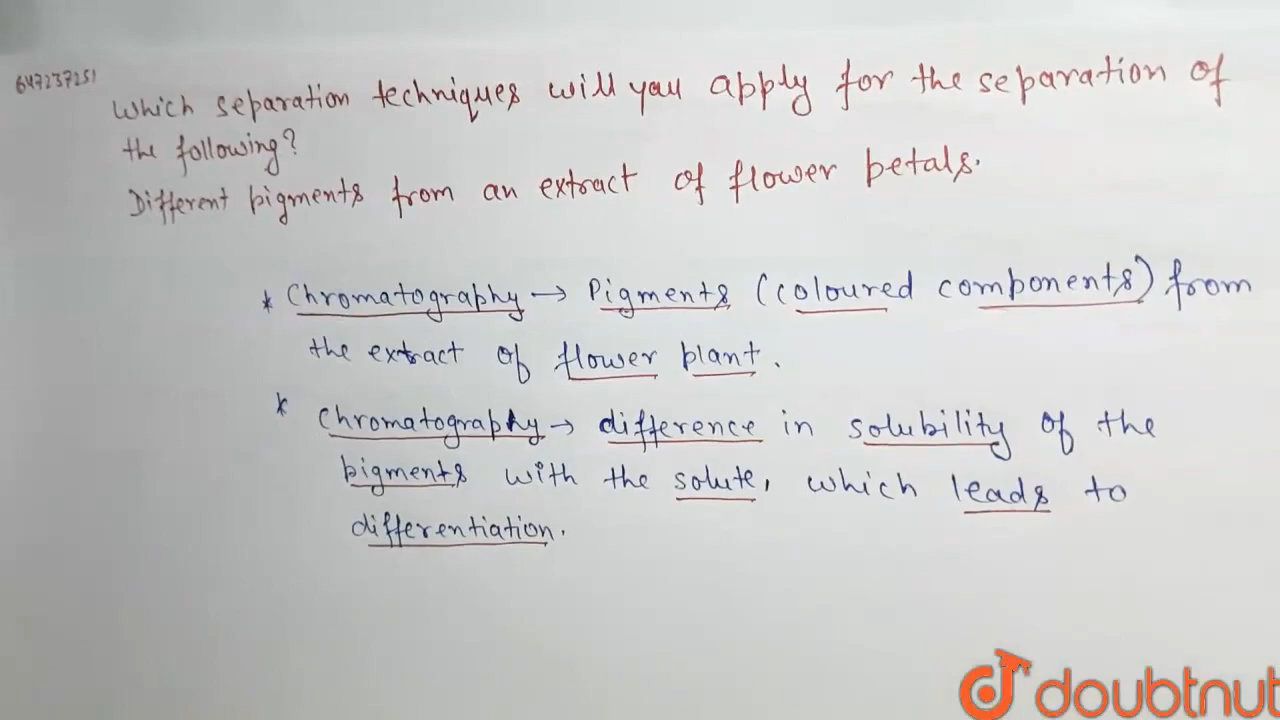 647237251
Which separation techniques will you apply for the separation of
the following?
Different pigments from an extract of flower petals.
* Chromatography → Pigments (coloured components) from
the extract of flower plant.
* Chromatography → difference in solubility of the
pigments with the solute, which leads to
differentiation.
doubtnut